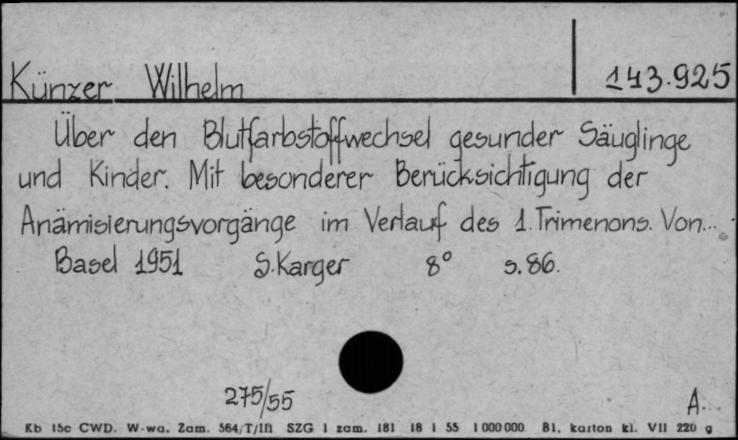 Künzer Wilhelm 143.925
Über den Blutfarbstoffwechsel gesunder Säuglinge
und Kinder. Mit besonderer Berücksichtigung der
Anämisierungsvorgänge im Verlauf des 1. Trimenons. Von...
Basel 1951 S. Karger 8° s. 86.
275/55 A.
Kb 15c CWD. W-wa. Zam. 564/T/III SZG 1 zam. 181 18 1 55 1 000 000. Bl. karton kl. VII 220 g